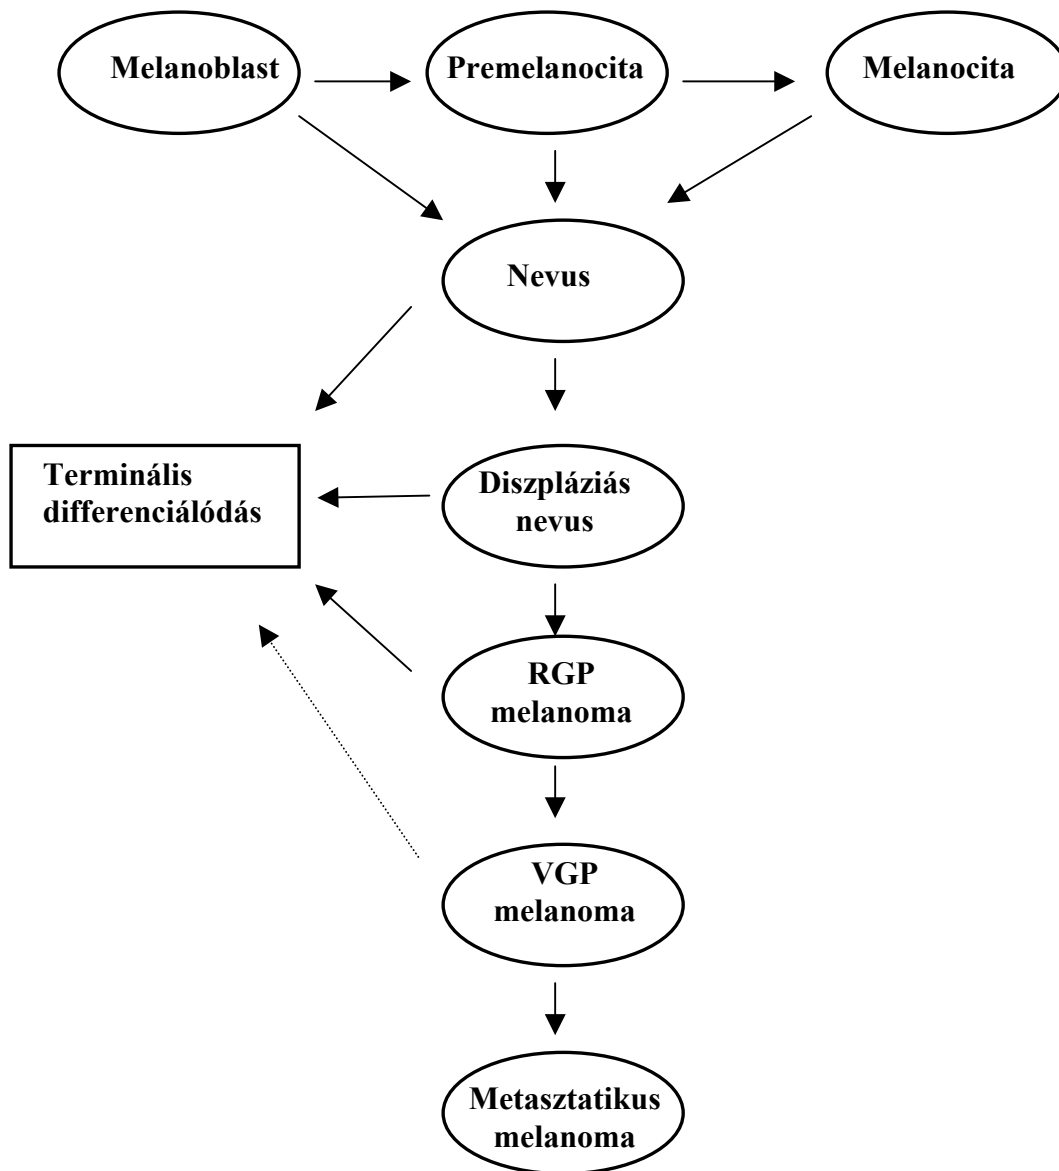 Melanoblast
Premelanocita
Melanocita
Nevus
Terminális
differenciálódás
Diszpláziás
nevus
RGP
melanoma
VGP
melanoma
Metasztatikus
melanoma